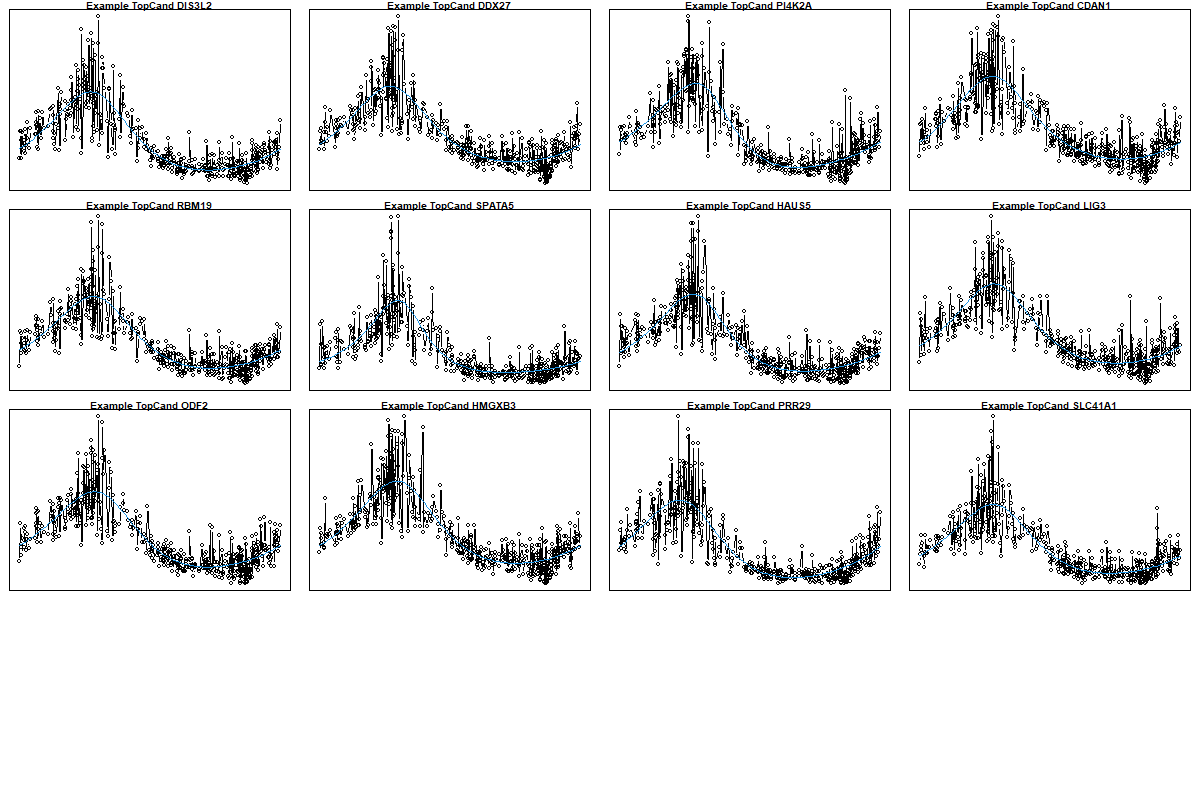 Example TopCand DIS3L2
Example TopCand DDX27
Example TopCand PI4K2A
Example TopCand CDAN1
Example TopCand RBM19
Example TopCand SPATA5
Example TopCand HAUS5
Example TopCand LIG3
Example TopCand ODF2
Example TopCand HMGXB3
Example TopCand PRR29
Example TopCand SLC41A1